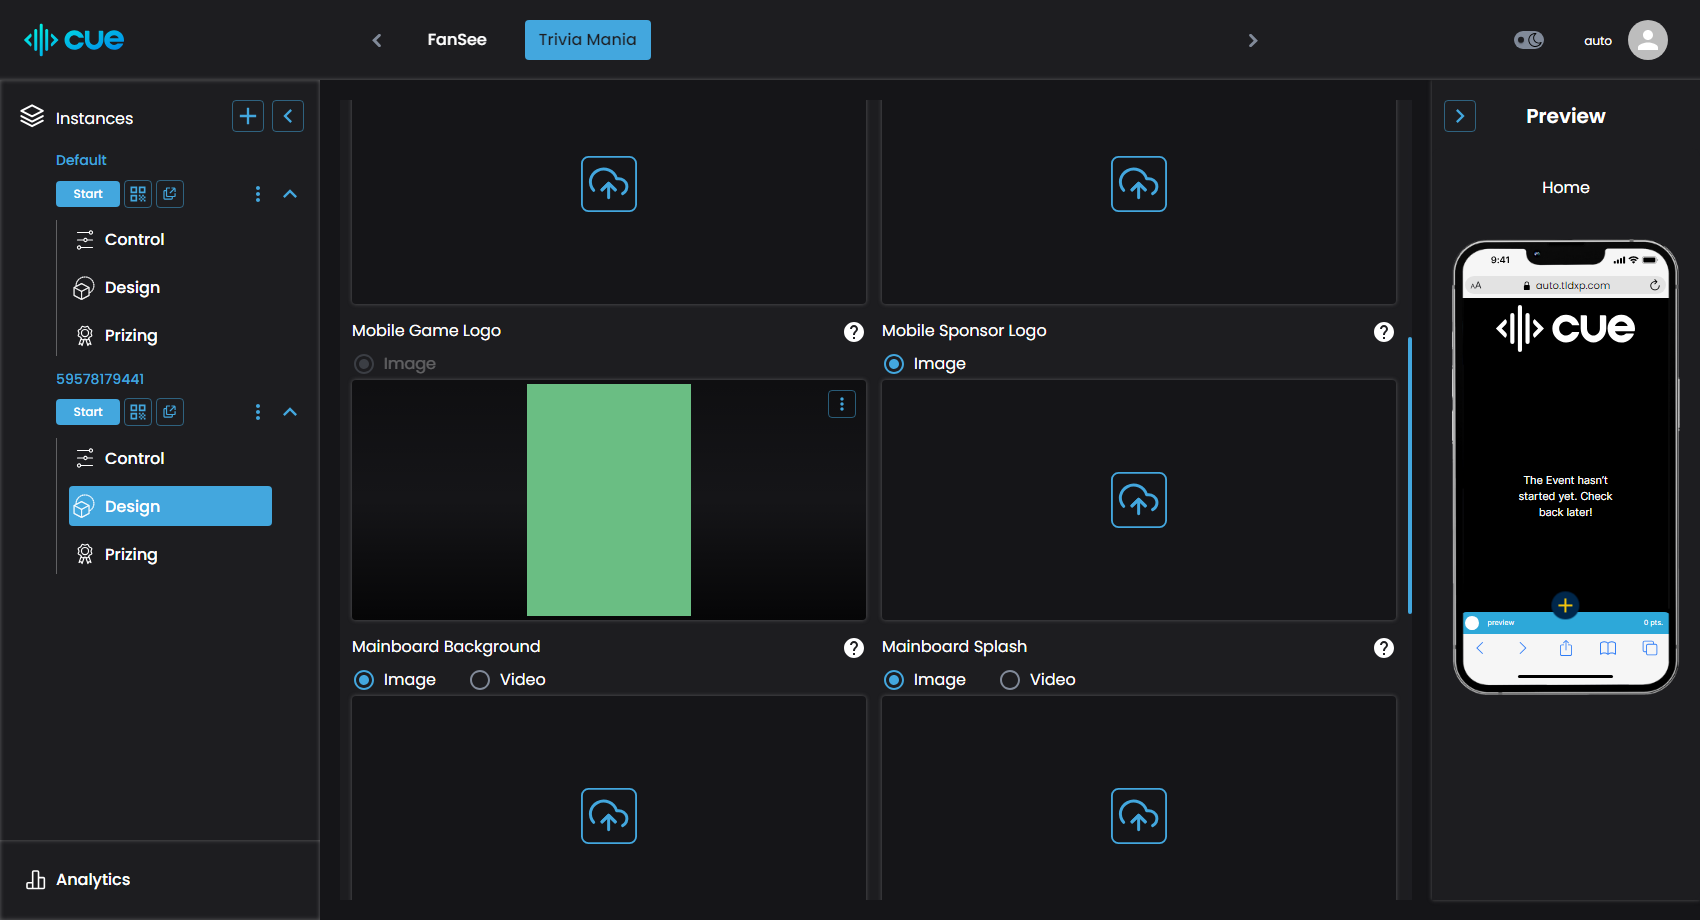 cue
FanSee
Trivia Mania
auto
Instances
Default
Start
Control
Design
Prizing
59578179441
Start
Control
Design
Prizing
Analytics
Mobile Game Logo
?
Mobile Sponsor Logo
?
Image
Image
Mainboard Background
?
Mainboard Splash
?
Image
Video
Image
Video
Preview
Home
9:41
AA
auto.tldxp.com
cue
The Event hasn't
started yet. Check
back later!
preview
0 pts.